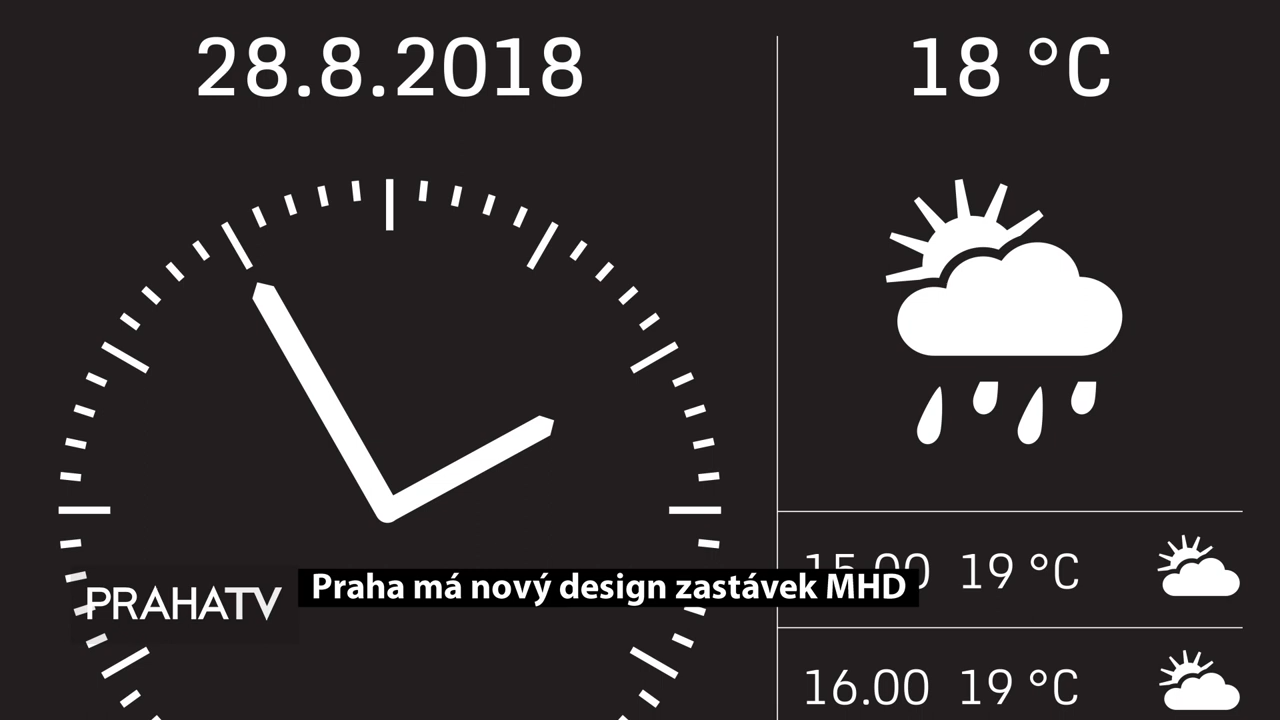 28.8.2018
18 °C
15.00 19 °C
PRAHATV
Praha má nový design zastávek MHD
16.00 19 °C